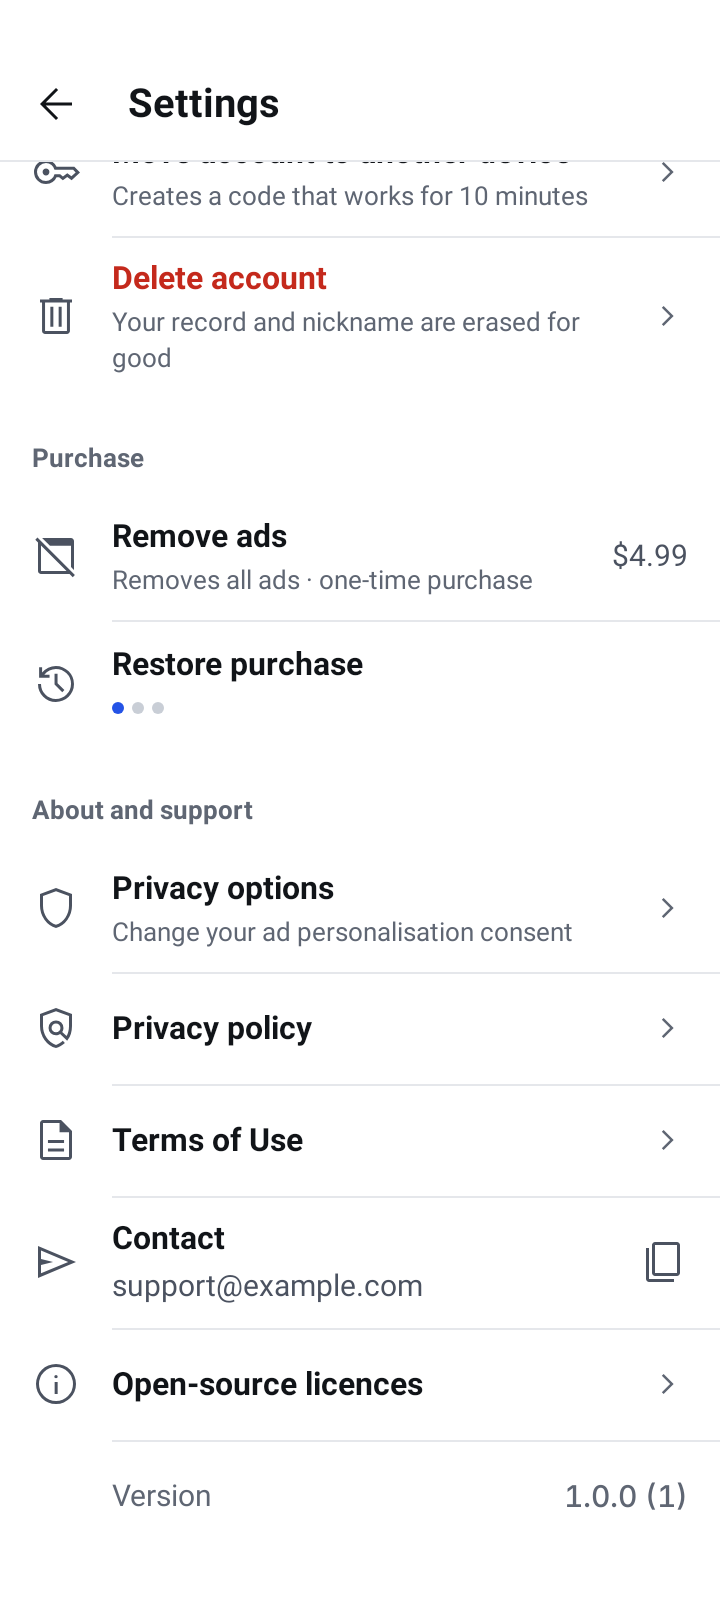 Settings
Creates a code that works for 10 minutes
Delete account
Your record and nickname are erased for
good
Purchase
Remove ads
Removes all ads · one-time purchase
$4.99
Restore purchase
About and support
Privacy options
Change your ad personalisation consent
Privacy policy
Terms of Use
Contact
support@example.com
Open-source licences
Version
1.0.0 (1)